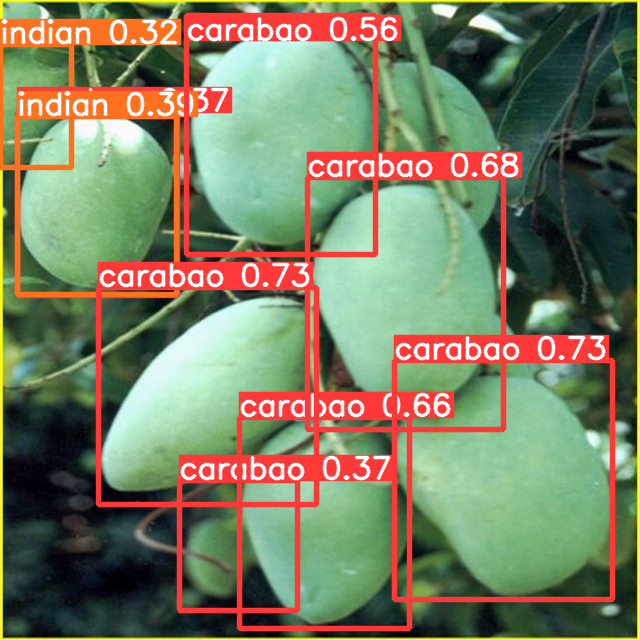 indian 0.32
carabao 0.56
indian 0.39
37
carabao 0.68
carabao 0.73
carabao 0.73
carabao 0.66
carabao 0.37